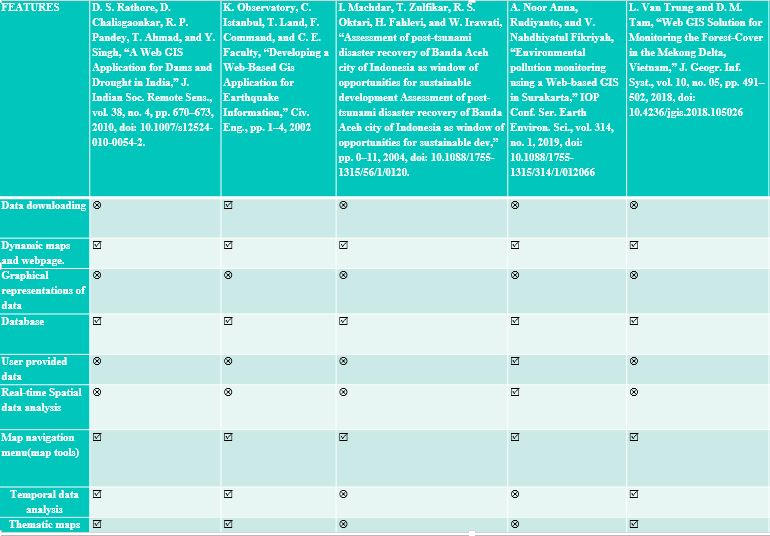 FEATURES
D. S. Rathore, D.
Chalisgaonkar, R. P.
Pandey, T. Ahmad, and Y.
Singh, “A Web GIS
Application for Dams and
Drought in India,” J.
Indian Soc. Remote Sens.,
vol. 38, no. 4, pp. 670–673,
2010, doi: 10.1007/s12524-
010-0054-2.
K. Observatory, C.
Istanbul, T. Land, F.
Command, and C. E.
Faculty, “Developing a
Web-Based Gis
Application for
Earthquake
Information,” Civ.
Eng., pp. 1–4, 2002
I. Machdar, T. Zulfikar, R. S.
Oktari, H. Fahlevi, and W. Irawati,
“Assessment of post-tsunami
disaster recovery of Banda Aceh
city of Indonesia as window of
opportunities for sustainable
development Assessment of post-
tsunami disaster recovery of Banda
Aceh city of Indonesia as window of
opportunities for sustainable dev,”
pp. 0–11, 2004, doi: 10.1088/1755-
1315/56/1/0120.
A. Noor Anna,
Rudiyanto, and V.
Nahdhiyatul Fikriyah,
“Environmental
pollution monitoring
using a Web-based GIS
in Surakarta,” IOP
Conf. Ser. Earth
Environ. Sci., vol. 314,
no. 1, 2019, doi:
10.1088/1755-
1315/314/1/012066
L. Van Trung and D. M.
Tam, “Web GIS Solution for
Monitoring the Forest-Cover
in the Mekong Delta,
Vietnam,” J. Geogr. Inf.
Syst., vol. 10, no. 05, pp. 491–
502, 2018, doi:
10.4236/jgis.2018.105026
Data downloading ⊗ ☑ ⊗ ⊗ ⊗
Dynamic maps ☑ ☑ ☑ ☑ ☑
and webpage.
Graphical ⊗ ⊗ ⊗ ⊗ ⊗
representations of
data
Database ☑ ☑ ☑ ☑ ☑
User provided ⊗ ⊗ ⊗ ☑ ⊗
data
Real-time Spatial ⊗ ⊗ ⊗ ☑ ⊗
data analysis
Map navigation ☑ ☑ ☑ ☑ ☑
menu(map tools)
Temporal data ☑ ☑ ⊗ ⊗ ☑
analysis
Thematic maps ☑ ☑ ⊗ ⊗ ☑